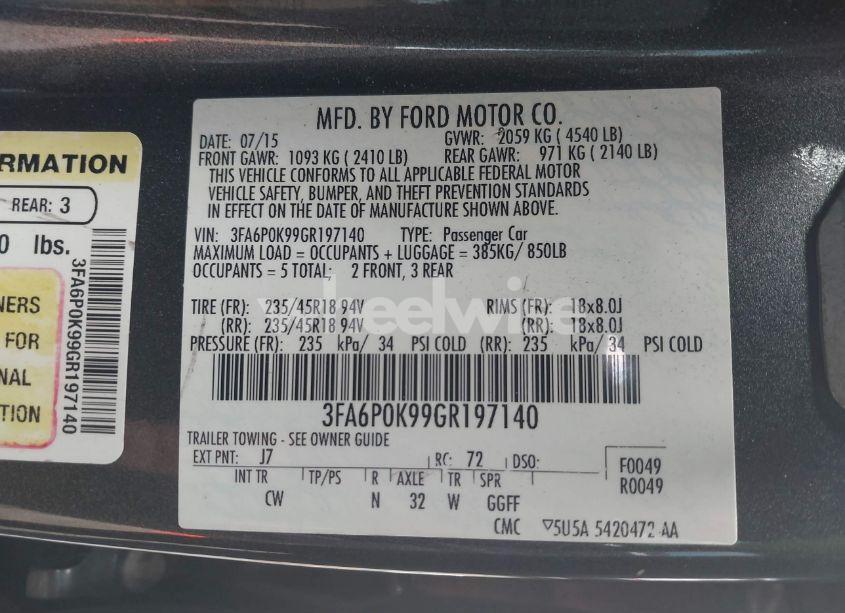 RMATION
REAR: 3
0 lbs.
NERS
FOR
NAL
TION
3FA6P0K99GR197140
MFD. BY FORD MOTOR CO.
DATE: 07/15 GVWR: 2059 KG ( 4540 LB)
FRONT GAWR: 1093 KG ( 2410 LB) REAR GAWR: 971 KG ( 2140 LB)
THIS VEHICLE CONFORMS TO ALL APPLICABLE FEDERAL MOTOR
VEHICLE SAFETY, BUMPER, AND THEFT PREVENTION STANDARDS
IN EFFECT ON THE DATE OF MANUFACTURE SHOWN ABOVE.
VIN: 3FA6P0K99GR197140 TYPE: Passenger Car
MAXIMUM LOAD = OCCUPANTS + LUGGAGE = 385KG/ 850LB
OCCUPANTS = 5 TOTAL; 2 FRONT, 3 REAR
wheelwire
TIRE (FR): 235/45R18 94V RIMS (FR): 18x8.0J
(RR): 235/45R18 94V (RR): 18x8.0J
PRESSURE (FR): 235 kPa/ 34 PSI COLD (RR): 235 kPa/ 34 PSI COLD
3FA6P0K99GR197140
TRAILER TOWING - SEE OWNER GUIDE
EXT PNT: J7 RC: 72 DSO: F0049
INT TR TP/PS R AXLE TR SPR R0049
CW N 32 W GGFF
CMC ▽5U5A 5420472 AA